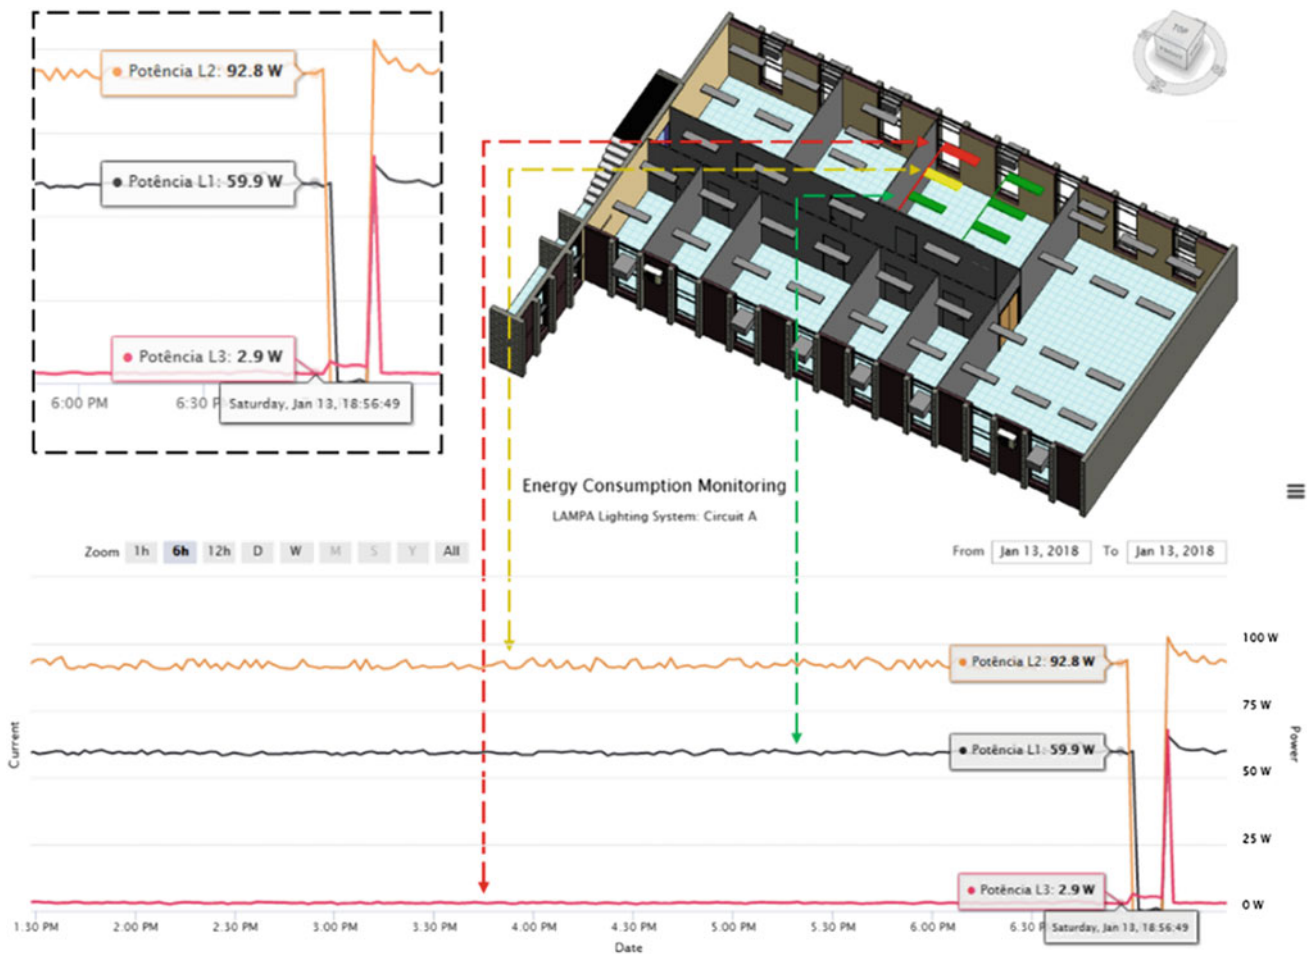 Potência L2: 92.8 W
Potência L1: 59.9 W
Potência L3: 2.9 W
6:00 PM
6:30 P
Saturday, Jan 13, 18:56:49
TOP
Energy Consumption Monitoring
LAMPA Lighting System: Circuit A
Zoom 1h 6h 12h D W M S Y All
From Jan 13, 2018 To Jan 13, 2018
100 W
Potência L2: 92.8 W
75 W
Current
Power
Potência L1: 59.9 W
50 W
25 W
Potência L3: 2.9 W
0 W
1:30 PM 2:00 PM 2:30 PM 3:00 PM 3:30 PM 4:00 PM 4:30 PM 5:00 PM 5:30 PM 6:00 PM 6:30 P
Saturday, Jan 13, 18:56:49
Date